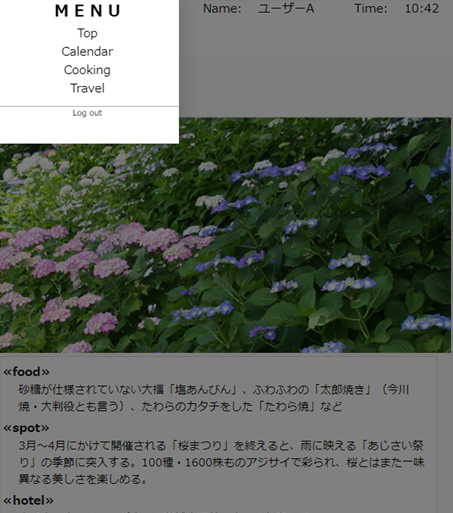 MENU
Top
Calendar
Cooking
Travel
Log out
Name: ユーザーA Time: 10:42
«food»
砂糖が仕様されていない大福「塩あんびん」、ふわふわの「太郎焼き」（今川
焼・大判役とも言う）、たわらのカタチをした「たわら焼」など
«spot»
3月～4月にかけて開催される「桜まつり」を終えると、雨に映える「あじさい祭
り」の季節に突入する。100種・1600株ものアジサイで彩られ、桜とはまた一味
異なる美しさを楽しめる。
«hotel»